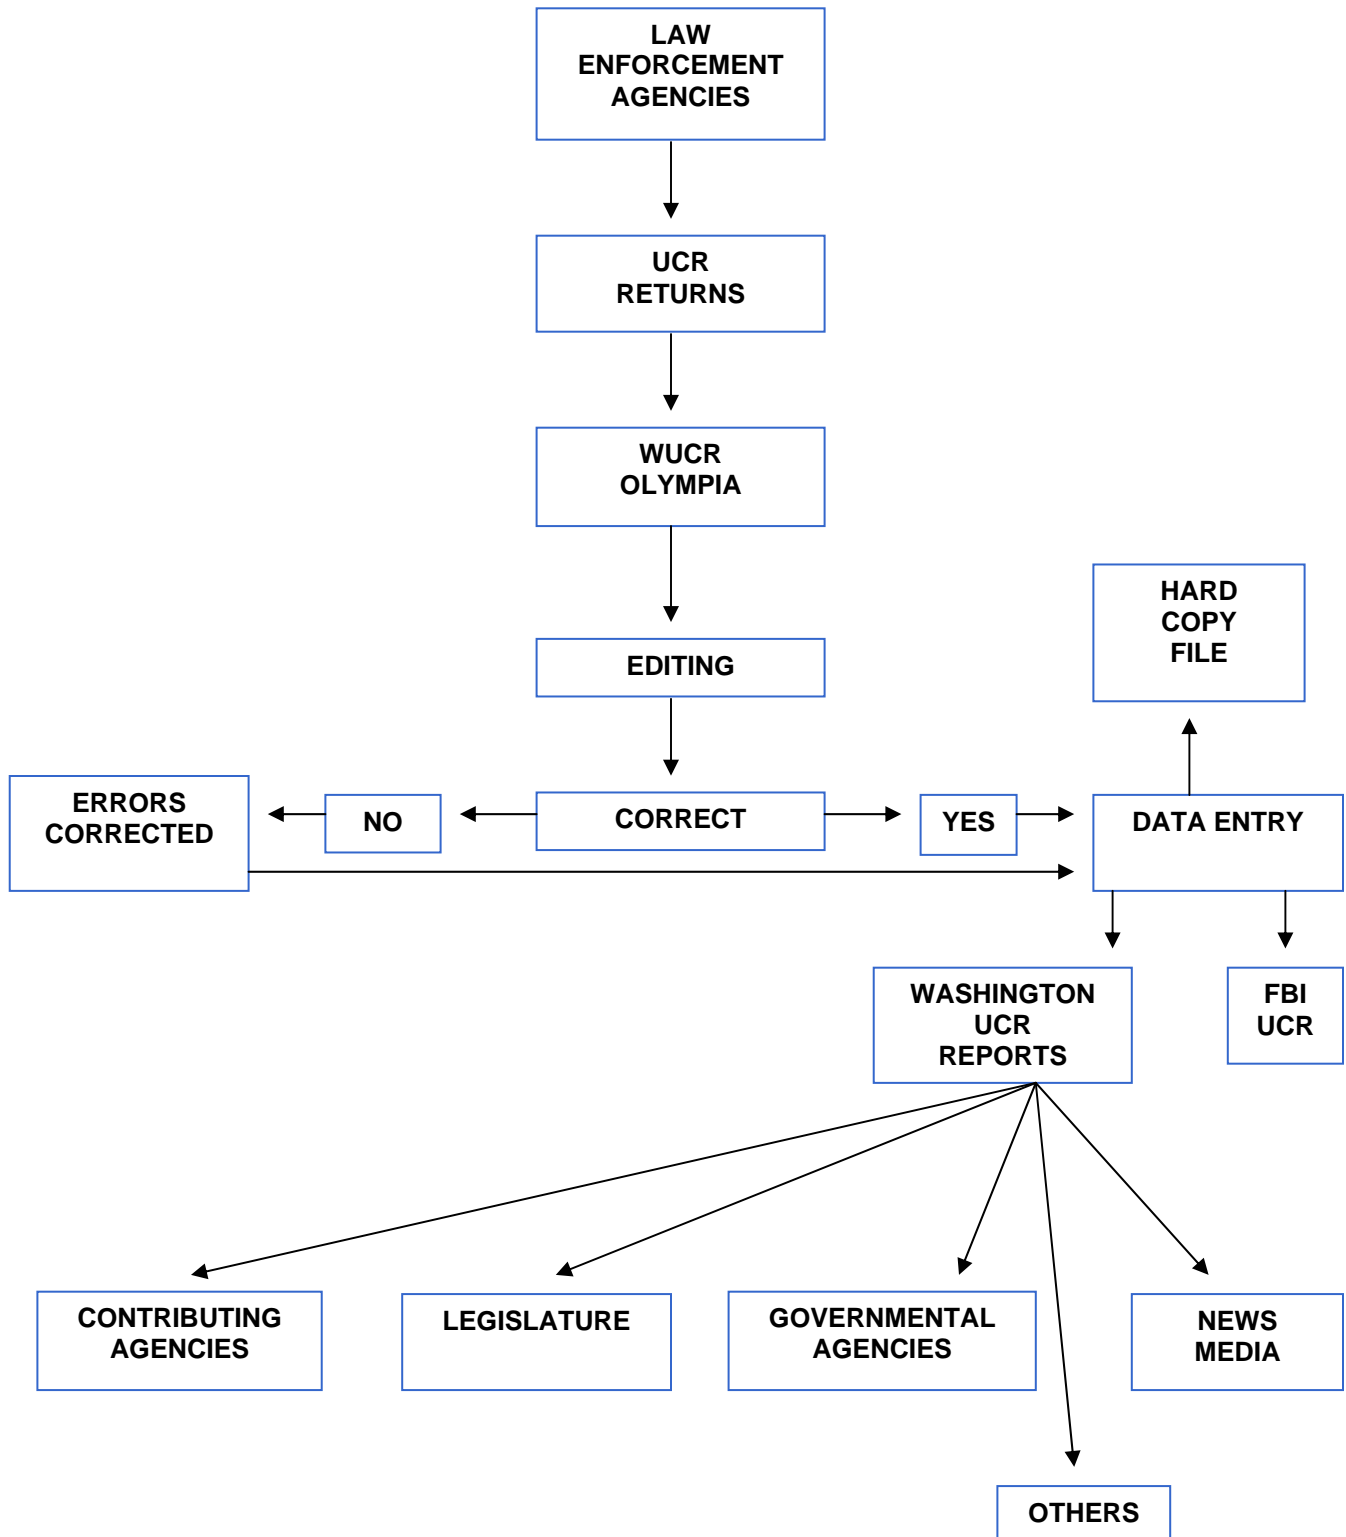 LAW
ENFORCEMENT
AGENCIES
UCR
RETURNS
WUCR
OLYMPIA
HARD
COPY
FILE
EDITING
ERRORS
CORRECTED
NO
CORRECT
YES
DATA ENTRY
WASHINGTON
UCR
REPORTS
FBI
UCR
CONTRIBUTING
AGENCIES
LEGISLATURE
GOVERNMENTAL
AGENCIES
NEWS
MEDIA
OTHERS